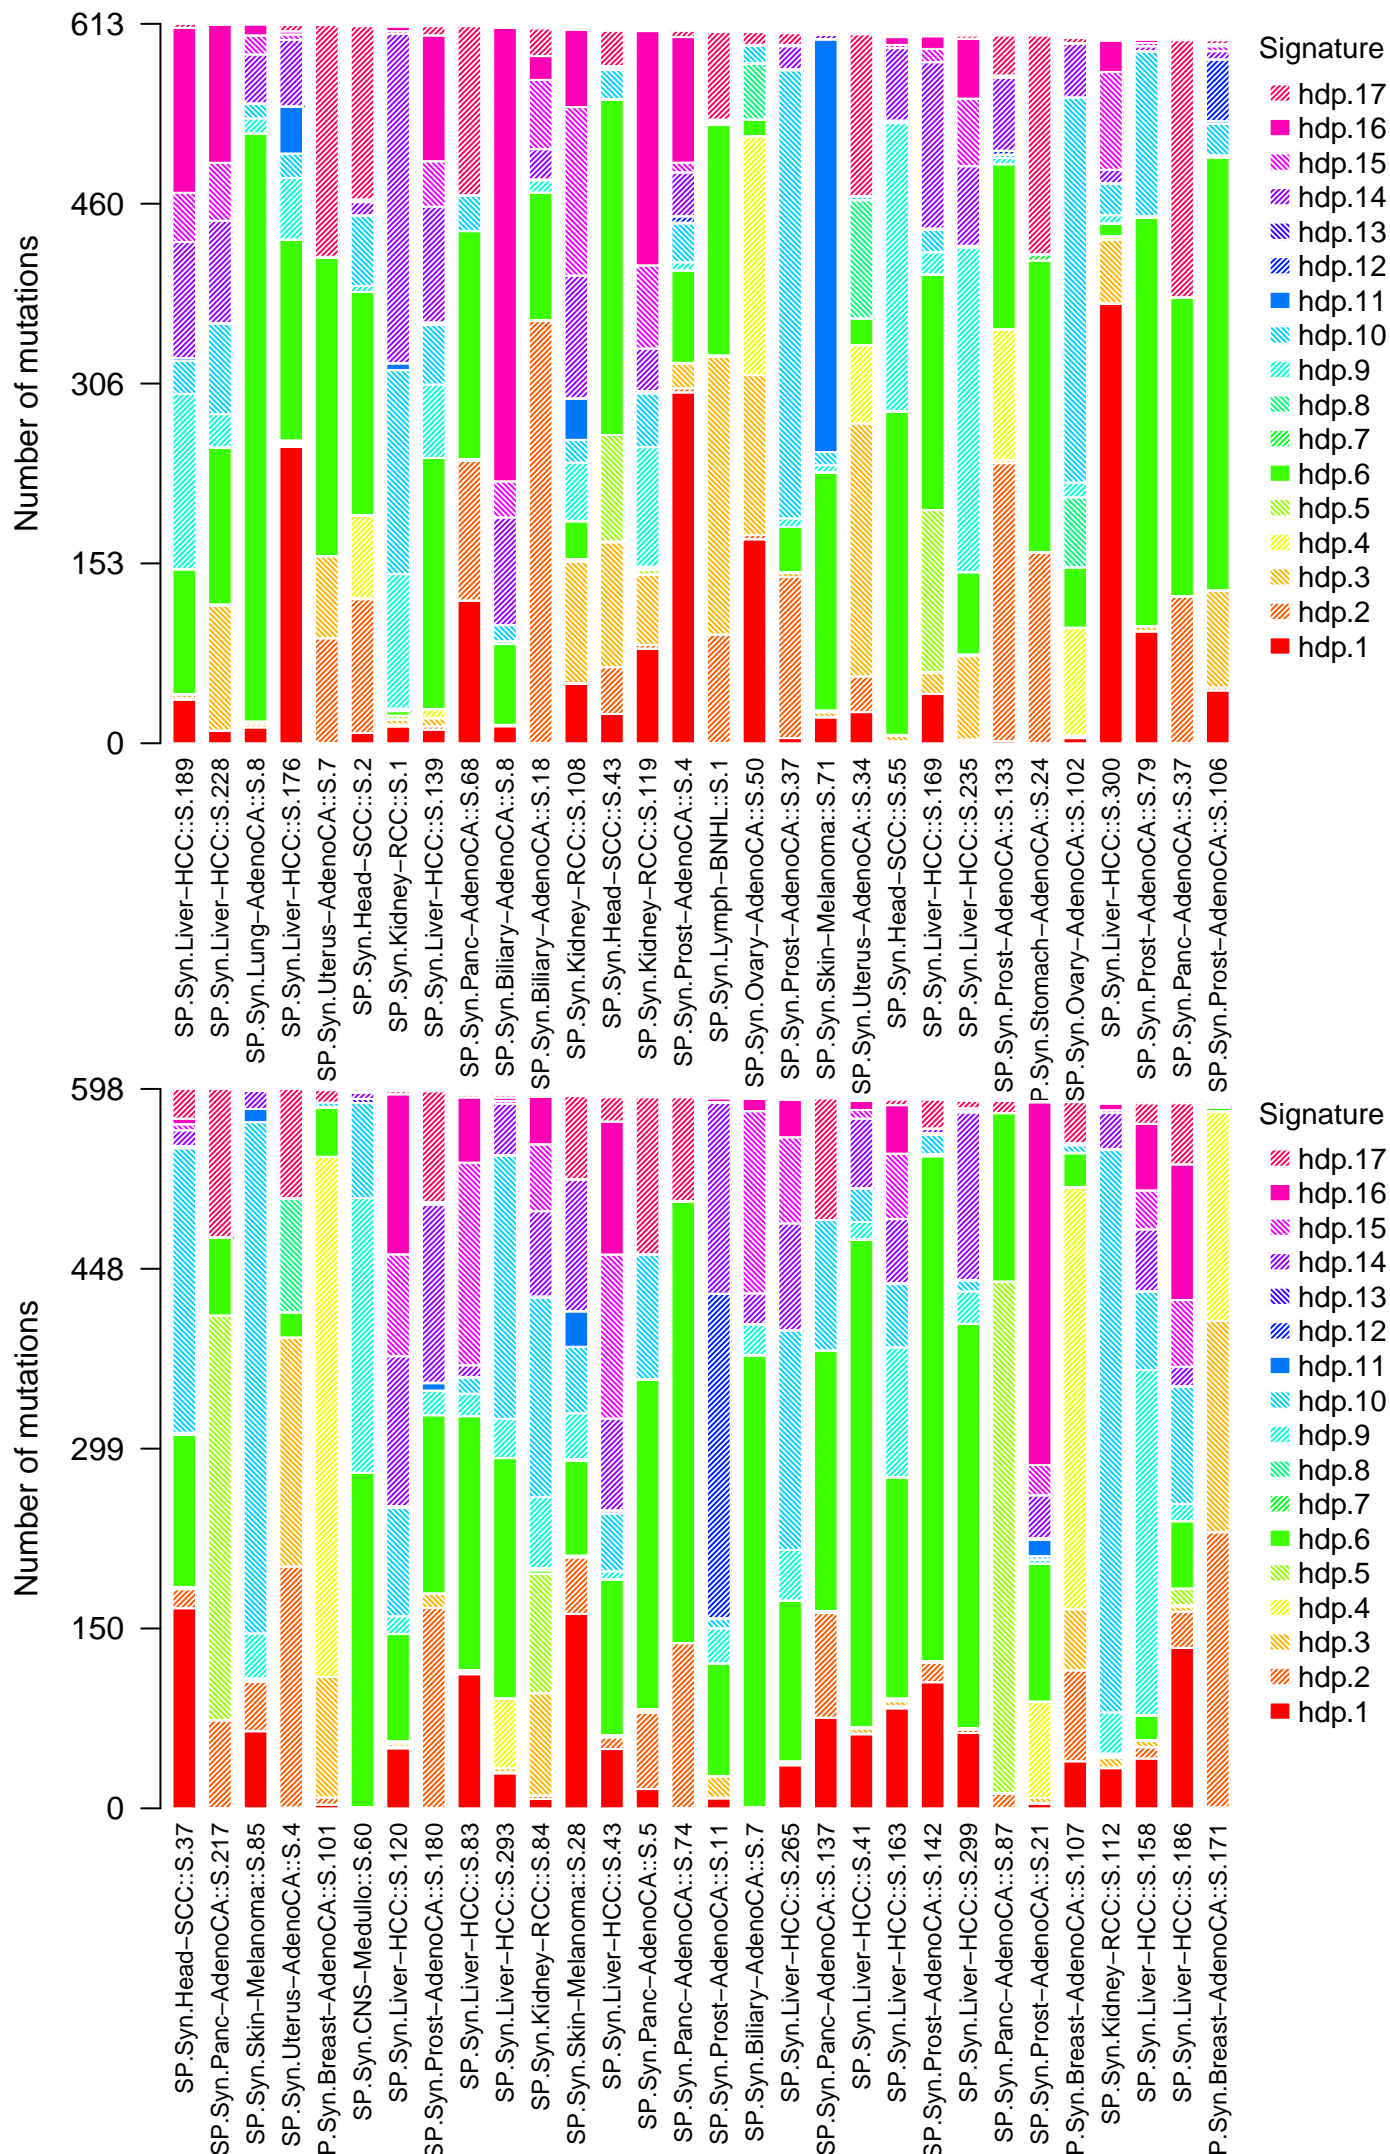 613
460
306
153
0
Number of mutations
Signature
hdp.17
hdp.16
hdp.15
hdp.14
hdp.13
hdp.12
hdp.11
hdp.10
hdp.9
hdp.8
hdp.7
hdp.6
hdp.5
hdp.4
hdp.3
hdp.2
hdp.1
SP.Syn.Liver−HCC::S.189
SP.Syn.Liver−HCC::S.228
SP.Syn.Lung−AdenoCA::S.8
SP.Syn.Liver−HCC::S.176
SP.Syn.Uterus−AdenoCA::S.7
SP.Syn.Head−SCC::S.2
SP.Syn.Kidney−RCC::S.1
SP.Syn.Liver−HCC::S.139
SP.Syn.Panc−AdenoCA::S.68
SP.Syn.Biliary−AdenoCA::S.8
SP.Syn.Biliary−AdenoCA::S.18
SP.Syn.Kidney−RCC::S.108
SP.Syn.Head−SCC::S.43
SP.Syn.Kidney−RCC::S.119
SP.Syn.Prost−AdenoCA::S.4
SP.Syn.Lymph−BNHL::S.1
SP.Syn.Ovary−AdenoCA::S.50
SP.Syn.Prost−AdenoCA::S.37
SP.Syn.Skin−Melanoma::S.71
SP.Syn.Uterus−AdenoCA::S.34
SP.Syn.Head−SCC::S.55
SP.Syn.Liver−HCC::S.169
SP.Syn.Liver−HCC::S.235
SP.Syn.Prost−AdenoCA::S.133
P.Syn.Stomach−AdenoCA::S.24
SP.Syn.Ovary−AdenoCA::S.102
SP.Syn.Liver−HCC::S.300
SP.Syn.Prost−AdenoCA::S.79
SP.Syn.Panc−AdenoCA::S.37
SP.Syn.Prost−AdenoCA::S.106
598
448
299
150
0
Number of mutations
Signature
hdp.17
hdp.16
hdp.15
hdp.14
hdp.13
hdp.12
hdp.11
hdp.10
hdp.9
hdp.8
hdp.7
hdp.6
hdp.5
hdp.4
hdp.3
hdp.2
hdp.1
SP.Syn.Head−SCC::S.37
SP.Syn.Panc−AdenoCA::S.217
SP.Syn.Skin−Melanoma::S.85
SP.Syn.Uterus−AdenoCA::S.4
P.Syn.Breast−AdenoCA::S.101
SP.Syn.CNS−Medullo::S.60
SP.Syn.Liver−HCC::S.120
SP.Syn.Prost−AdenoCA::S.180
SP.Syn.Liver−HCC::S.83
SP.Syn.Liver−HCC::S.293
SP.Syn.Kidney−RCC::S.84
SP.Syn.Skin−Melanoma::S.28
SP.Syn.Liver−HCC::S.43
SP.Syn.Panc−AdenoCA::S.5
SP.Syn.Panc−AdenoCA::S.74
SP.Syn.Prost−AdenoCA::S.11
SP.Syn.Biliary−AdenoCA::S.7
SP.Syn.Liver−HCC::S.265
SP.Syn.Panc−AdenoCA::S.137
SP.Syn.Liver−HCC::S.41
SP.Syn.Liver−HCC::S.163
SP.Syn.Prost−AdenoCA::S.142
SP.Syn.Liver−HCC::S.299
SP.Syn.Panc−AdenoCA::S.87
SP.Syn.Prost−AdenoCA::S.21
P.Syn.Breast−AdenoCA::S.107
SP.Syn.Kidney−RCC::S.112
SP.Syn.Liver−HCC::S.158
SP.Syn.Liver−HCC::S.186
P.Syn.Breast−AdenoCA::S.171